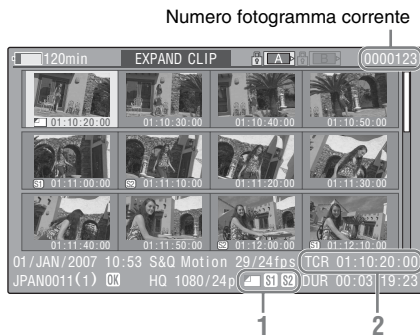 Numero fotogramma corrente
120min EXPAND CLIP A B 0000123
01:10:20:00 01:10:30:00 01:10:40:00 01:10:50:00
S1 01:11:00:00 S2 01:11:10:00 01:11:20:00 01:11:30:00
01:11:40:00 01:11:50:00 S2 01:12:00:00 S1 01:12:10:00
01/JAN/2007 10:53 S&Q Motion 29/24fps TCR 01:10:20:00
JPAN0011(1) OK HQ 1080/24p S1 S2 DUR 00:03:19:23
1 2